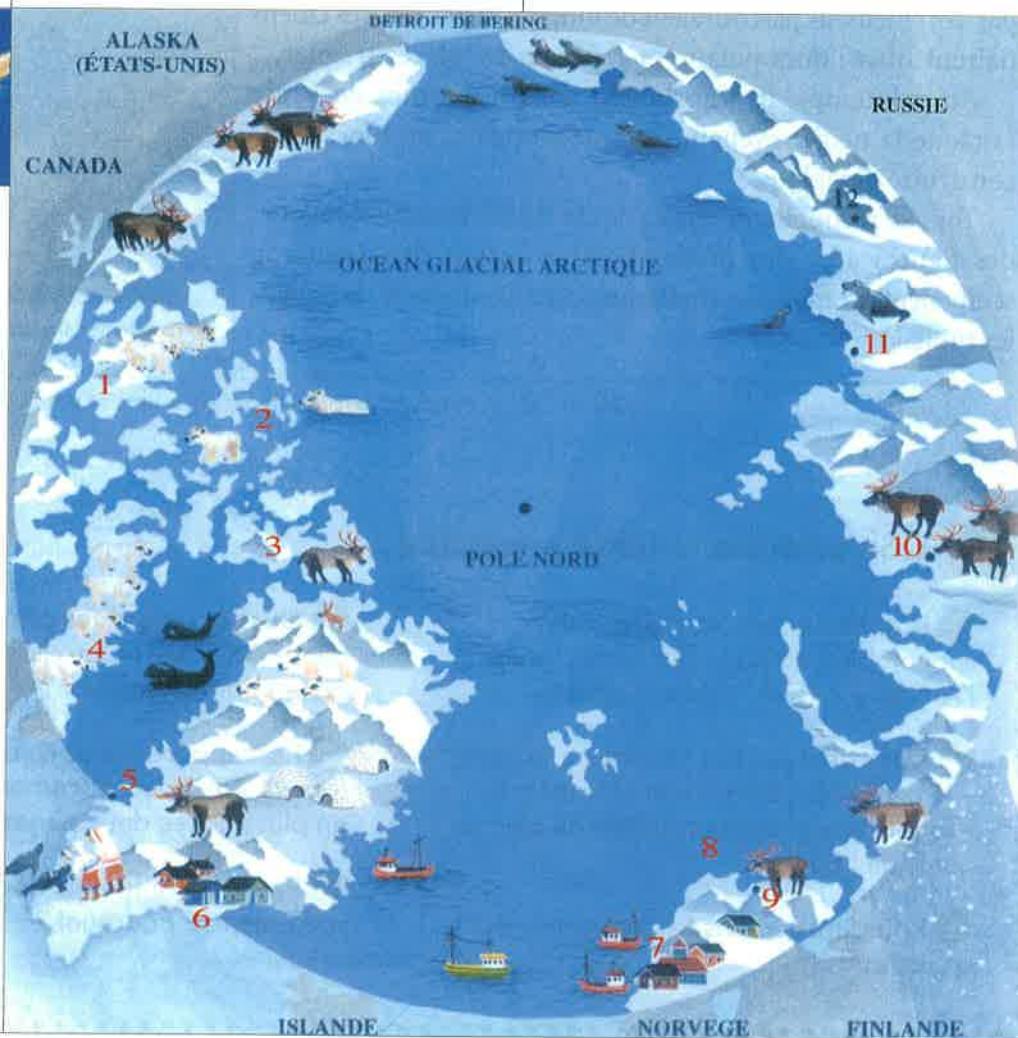 DETROIT DE BERING
ALASKA
(ÉTATS-UNIS)
RUSSIE
CANADA
12
OCEAN GLACIAL ARCTIQUE
11
1
2
3
POLE NORD
10
4
5
8
9
6
7
ISLANDE
NORVEGE
FINLANDE